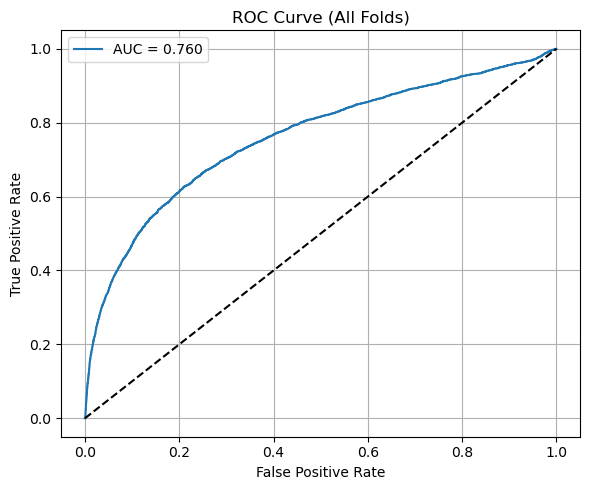 ROC Curve (All Folds)
AUC = 0.760
True Positive Rate
1.0
0.8
0.6
0.4
0.2
0.0
0.0 0.2 0.4 0.6 0.8 1.0
False Positive Rate